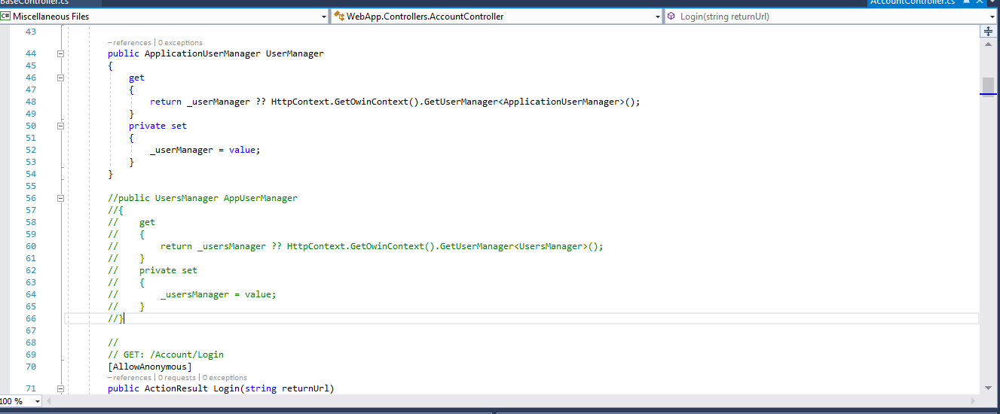 BaseController.cs
AccountController.cs
C# Miscellaneous Files
WebApp.Controllers.AccountController
Login(string returnUrl)
43
– references | 0 exceptions
44 public ApplicationUserManager UserManager
45 {
46 get
47 {
48 return _userManager ?? HttpContext.GetOwinContext().GetUserManager<ApplicationUserManager>();
49 }
50 private set
51 {
52 _userManager = value;
53 }
54 }
55
56 //public UsersManager AppUserManager
57 //{
58 // get
59 // {
60 // return _usersManager ?? HttpContext.GetOwinContext().GetUserManager<UsersManager>();
61 // }
62 // private set
63 // {
64 // _usersManager = value;
65 // }
66 //}
67
68 //
69 // GET: /Account/Login
70 [AllowAnonymous]
– references | 0 requests | 0 exceptions
71 public ActionResult Login(string returnUrl)
100 %